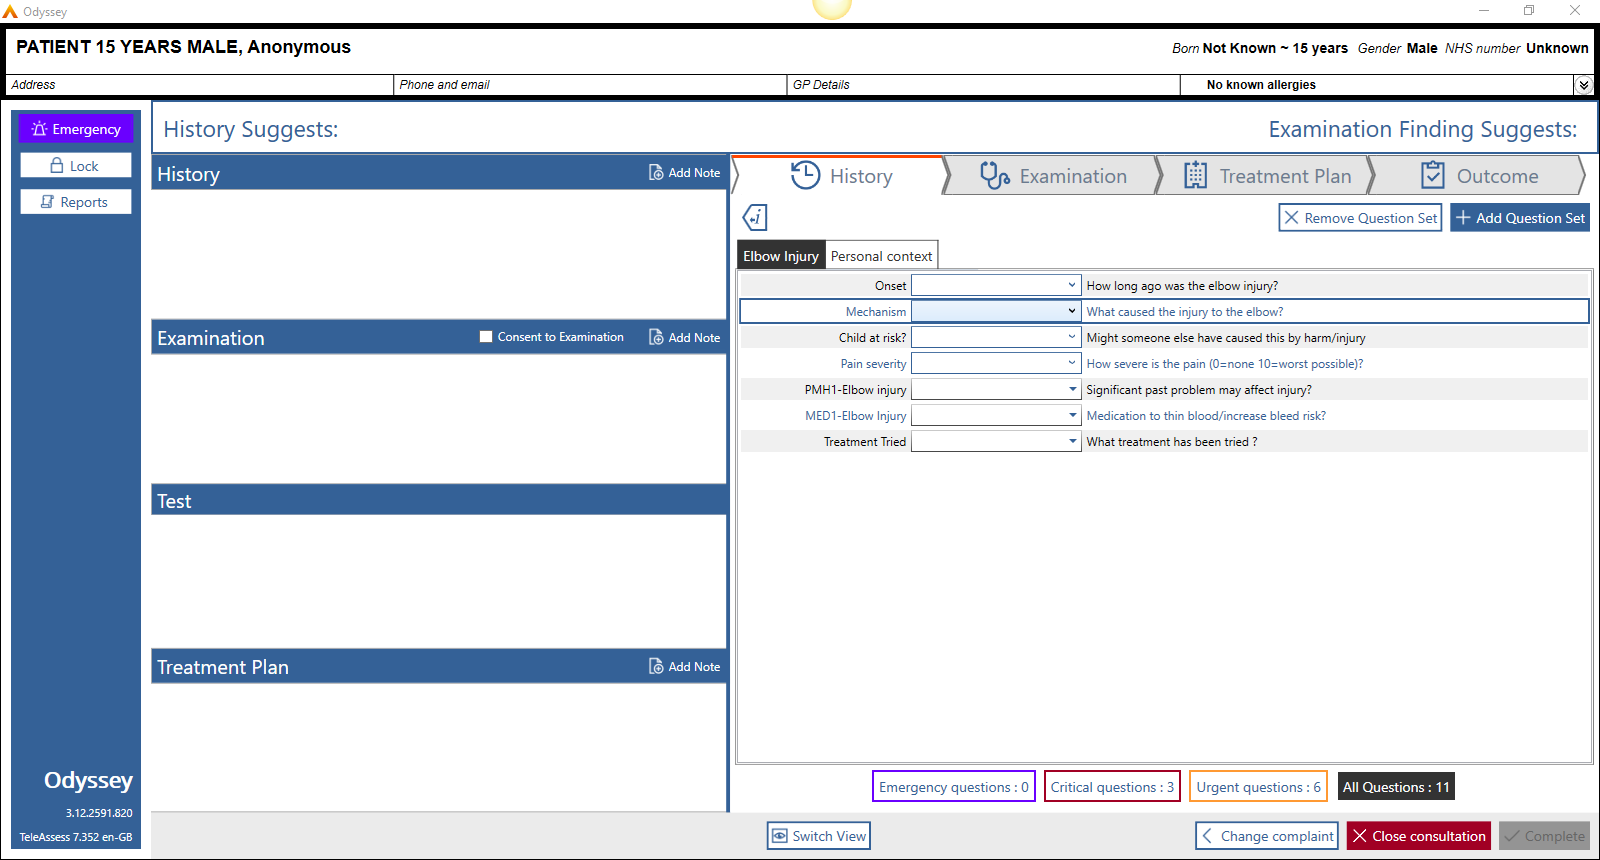 Odyssey
PATIENT 15 YEARS MALE, Anonymous
Born Not Known ~ 15 years Gender Male NHS number Unknown
Address
Phone and email
GP Details
No known allergies
Emergency
Lock
Reports
History Suggests:
Examination Finding Suggests:
History
Add Note
Examination
Consent to Examination
Add Note
Test
Treatment Plan
Add Note
History
Examination
Treatment Plan
Outcome
Remove Question Set
Add Question Set
Elbow Injury
Personal context
Onset
How long ago was the elbow injury?
Mechanism
What caused the injury to the elbow?
Child at risk?
Might someone else have caused this by harm/injury
Pain severity
How severe is the pain (0=none 10=worst possible)?
PMH1-Elbow injury
Significant past problem may affect injury?
MED1-Elbow Injury
Medication to thin blood/increase bleed risk?
Treatment Tried
What treatment has been tried ?
Emergency questions : 0
Critical questions : 3
Urgent questions : 6
All Questions : 11
Odyssey
3.12.2591.820
TeleAssess 7.352 en-GB
Switch View
Change complaint
Close consultation
Complete